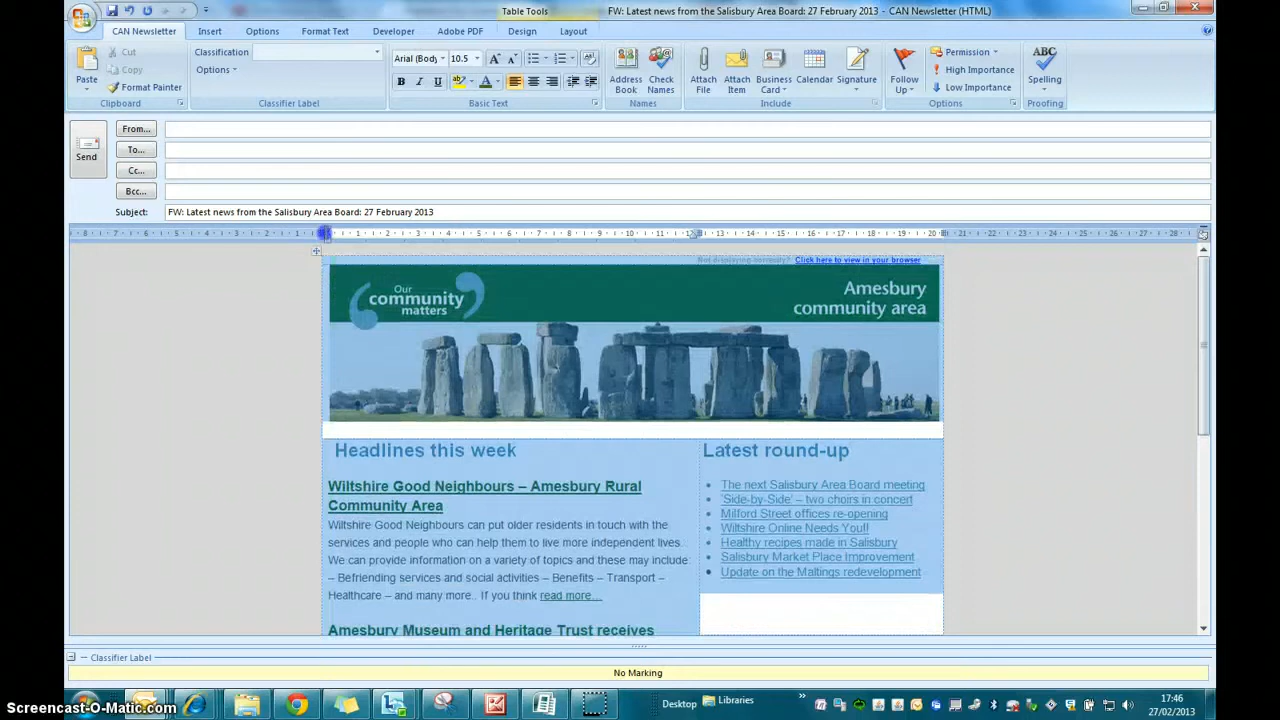 Table Tools
FW: Latest news from the Salisbury Area Board: 27 February 2013 - CAN Newsletter (HTML)
CAN Newsletter Insert Options Format Text Developer Adobe PDF Design Layout
Paste
Cut
Copy
Format Painter
Clipboard
Classification
Options
Classifier Label
Arial (Body 10.5
B I U
Basic Text
Address Book
Check Names
Names
Attach File
Attach Item
Business Card
Calendar
Signature
Include
Follow Up
Permission
High Importance
Low Importance
Options
ABC
Spelling
Proofing
Send
From...
To...
Cc...
Bcc...
Subject: FW: Latest news from the Salisbury Area Board: 27 February 2013
Not displaying correctly? Click here to view in your browser
Our
community
matters
Amesbury
community area
Headlines this week
Wiltshire Good Neighbours – Amesbury Rural
Community Area
Wiltshire Good Neighbours can put older residents in touch with the
services and people who can help them to live more independent lives.
We can provide information on a variety of topics and these may include
– Befriending services and social activities – Benefits – Transport –
Healthcare – and many more.. If you think read more…
Amesbury Museum and Heritage Trust receives
Latest round-up
The next Salisbury Area Board meeting
'Side-by-Side' – two choirs in concert
Milford Street offices re-opening
Wiltshire Online Needs You!!
Healthy recipes made in Salisbury
Salisbury Market Place Improvement
Update on the Maltings redevelopment
Classifier Label
No Marking
Desktop
Libraries
17:46
27/02/2013
Screencast-O-Matic.com